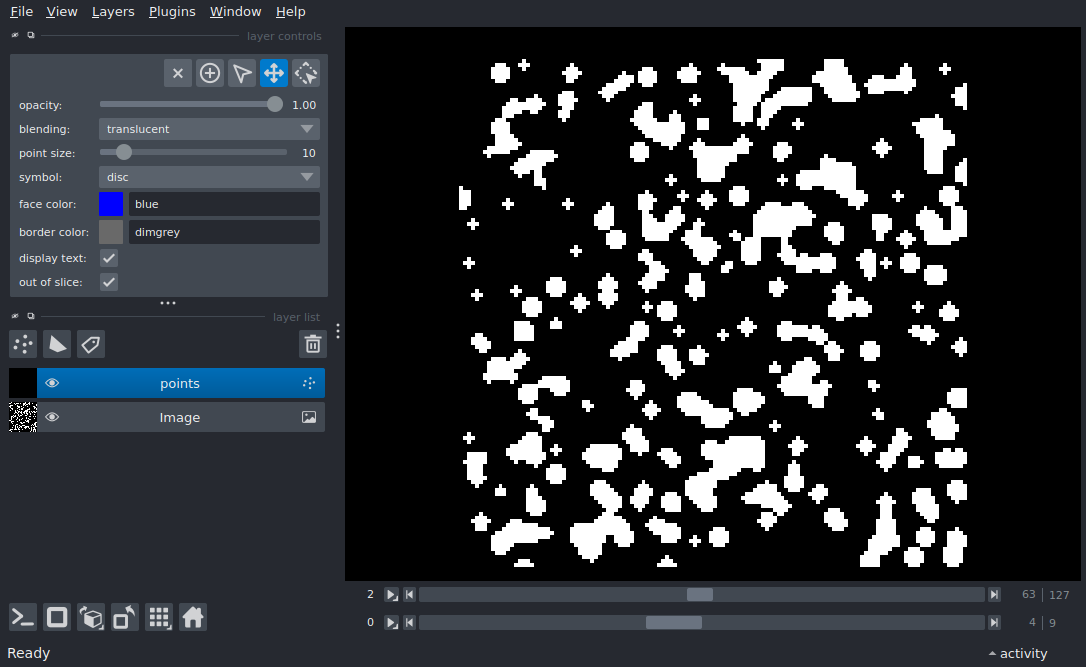 File View Layers Plugins Window Help
layer controls
opacity: 1.00
blending: translucent
point size: 10
symbol: disc
face color: blue
border color: dimgrey
display text:
out of slice:
layer list
points
Image
2 63 127
0 4 9
Ready activity